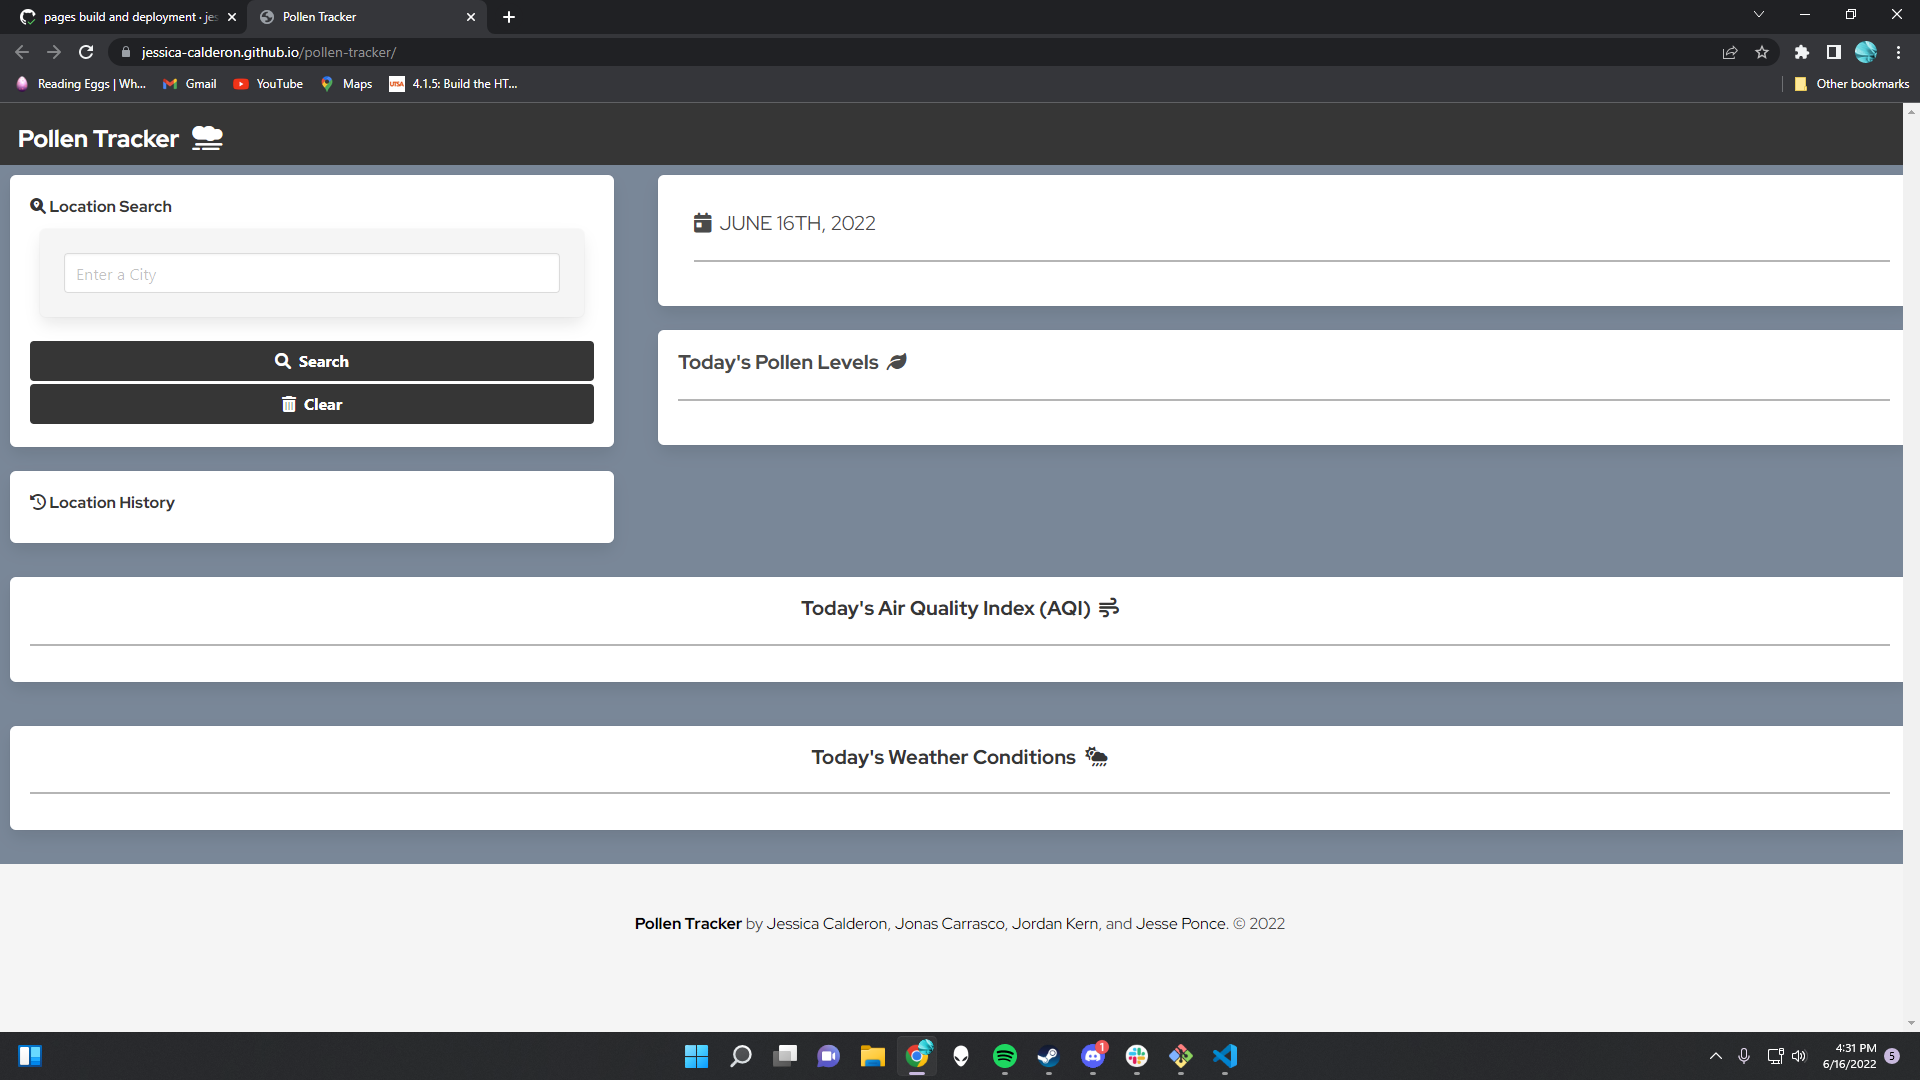 pages build and deployment · jes
Pollen Tracker
jessica-calderon.github.io/pollen-tracker/
Reading Eggs | Wh...
Gmail
YouTube
Maps
UTSA
4.1.5: Build the HT...
Other bookmarks
Pollen Tracker
Location Search
Enter a City
Search
Clear
Location History
JUNE 16TH, 2022
Today's Pollen Levels
Today's Air Quality Index (AQI)
Today's Weather Conditions
Pollen Tracker by Jessica Calderon, Jonas Carrasco, Jordan Kern, and Jesse Ponce. © 2022
1
4:31 PM
6/16/2022
5